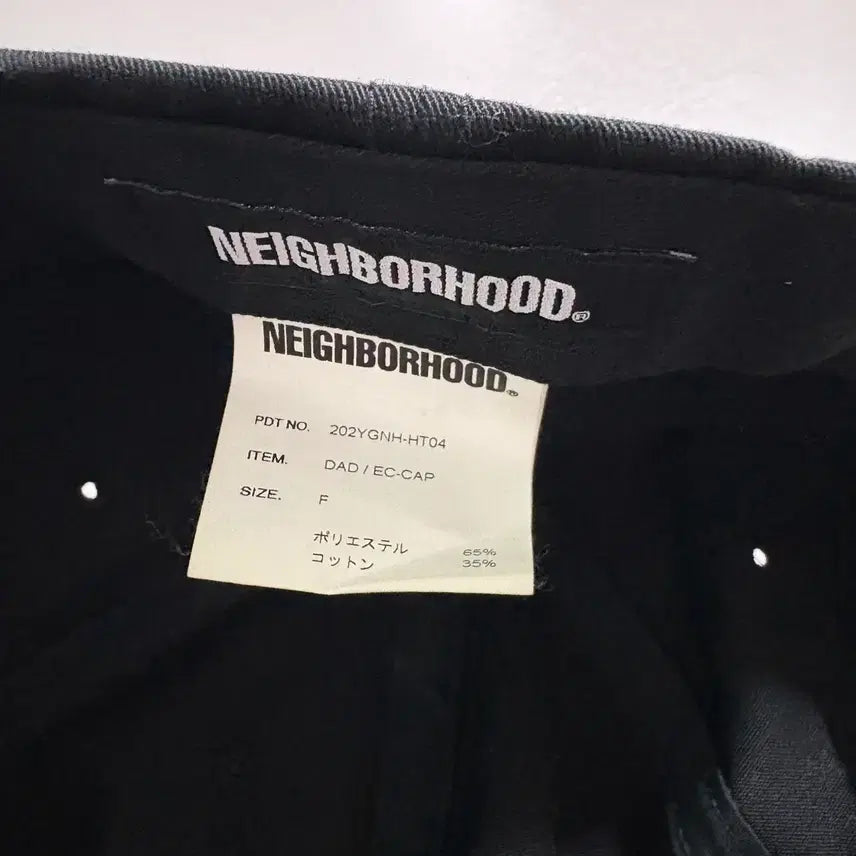 NEIGHBORHOOD®
NEIGHBORHOOD®
PDT NO. 202YGNH-HT04
ITEM. DAD / EC-CAP
SIZE. F
ポリエステル 65%
コットン 35%